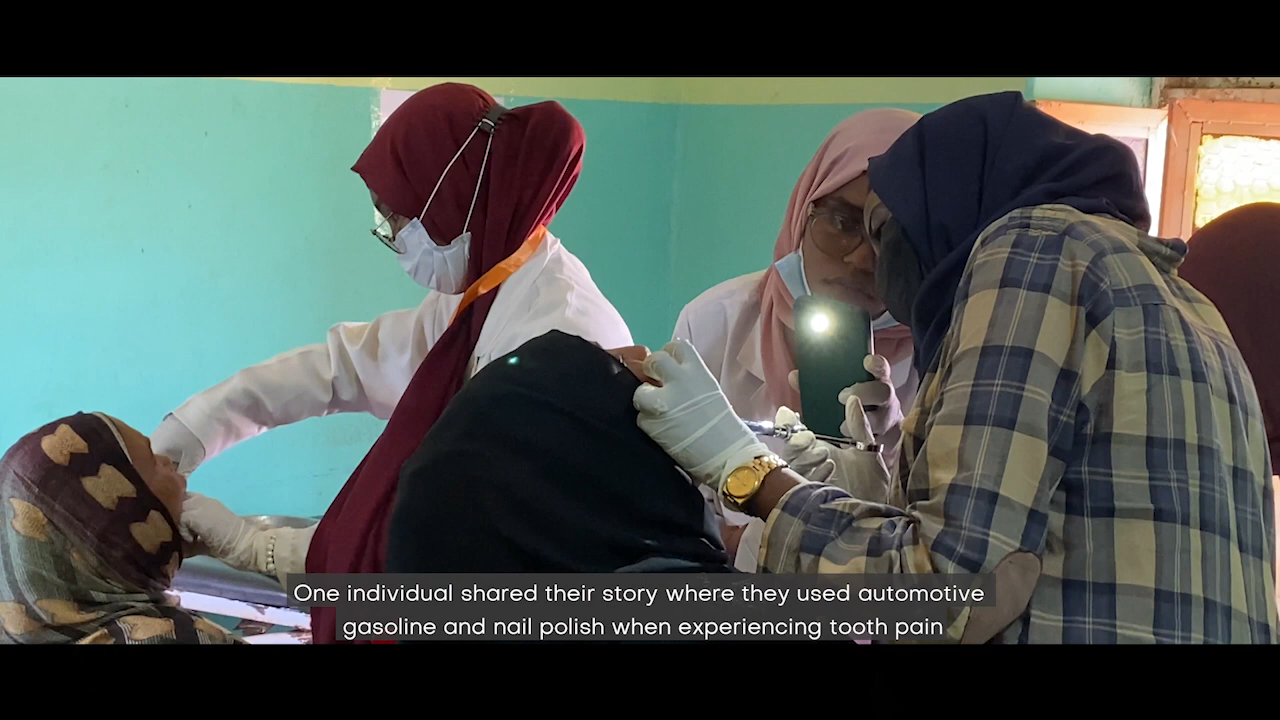 One individual shared their story where they used automotive
gasoline and nail polish when experiencing tooth pain